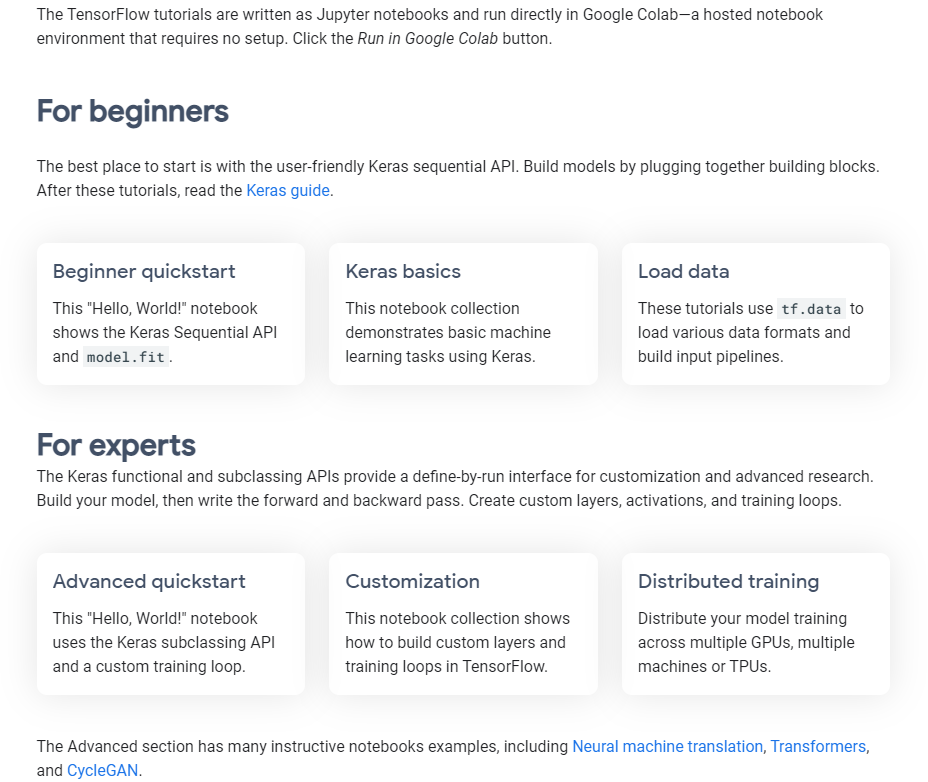 The TensorFlow tutorials are written as Jupyter notebooks and run directly in Google Colab—a hosted notebook
environment that requires no setup. Click the Run in Google Colab button.
For beginners
The best place to start is with the user-friendly Keras sequential API. Build models by plugging together building blocks.
After these tutorials, read the Keras guide.
Beginner quickstart
This "Hello, World!" notebook
shows the Keras Sequential API
and model.fit.
Keras basics
This notebook collection
demonstrates basic machine
learning tasks using Keras.
Load data
These tutorials use tf.data to
load various data formats and
build input pipelines.
For experts
The Keras functional and subclassing APIs provide a define-by-run interface for customization and advanced research.
Build your model, then write the forward and backward pass. Create custom layers, activations, and training loops.
Advanced quickstart
This "Hello, World!" notebook
uses the Keras subclassing API
and a custom training loop.
Customization
This notebook collection shows
how to build custom layers and
training loops in TensorFlow.
Distributed training
Distribute your model training
across multiple GPUs, multiple
machines or TPUs.
The Advanced section has many instructive notebooks examples, including Neural machine translation, Transformers,
and CycleGAN.